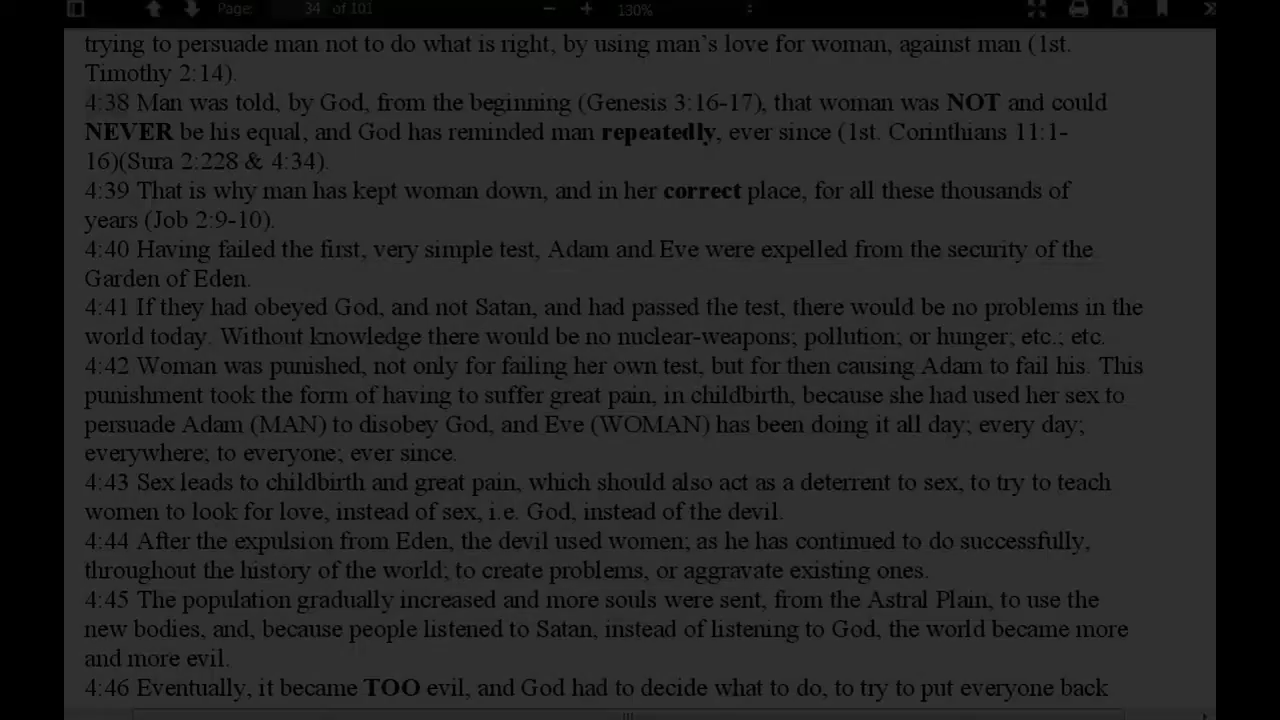 Page: 34 of 101 130%
trying to persuade man not to do what is right, by using man's love for woman, against man (1st.
Timothy 2:14).
4:38 Man was told, by God, from the beginning (Genesis 3:16-17), that woman was NOT and could
NEVER be his equal, and God has reminded man repeatedly, ever since (1st. Corinthians 11:1-
16)(Sura 2:228 & 4:34).
4:39 That is why man has kept woman down, and in her correct place, for all these thousands of
years (Job 2:9-10).
4:40 Having failed the first, very simple test, Adam and Eve were expelled from the security of the
Garden of Eden.
4:41 If they had obeyed God, and not Satan, and had passed the test, there would be no problems in the
world today. Without knowledge there would be no nuclear-weapons; pollution; or hunger; etc.; etc.
4:42 Woman was punished, not only for failing her own test, but for then causing Adam to fail his. This
punishment took the form of having to suffer great pain, in childbirth, because she had used her sex to
persuade Adam (MAN) to disobey God, and Eve (WOMAN) has been doing it all day; every day;
everywhere; to everyone; ever since.
4:43 Sex leads to childbirth and great pain, which should also act as a deterrent to sex, to try to teach
women to look for love, instead of sex, i.e. God, instead of the devil.
4:44 After the expulsion from Eden, the devil used women; as he has continued to do successfully,
throughout the history of the world; to create problems, or aggravate existing ones.
4:45 The population gradually increased and more souls were sent, from the Astral Plain, to use the
new bodies, and, because people listened to Satan, instead of listening to God, the world became more
and more evil.
4:46 Eventually, it became TOO evil, and God had to decide what to do, to try to put everyone back